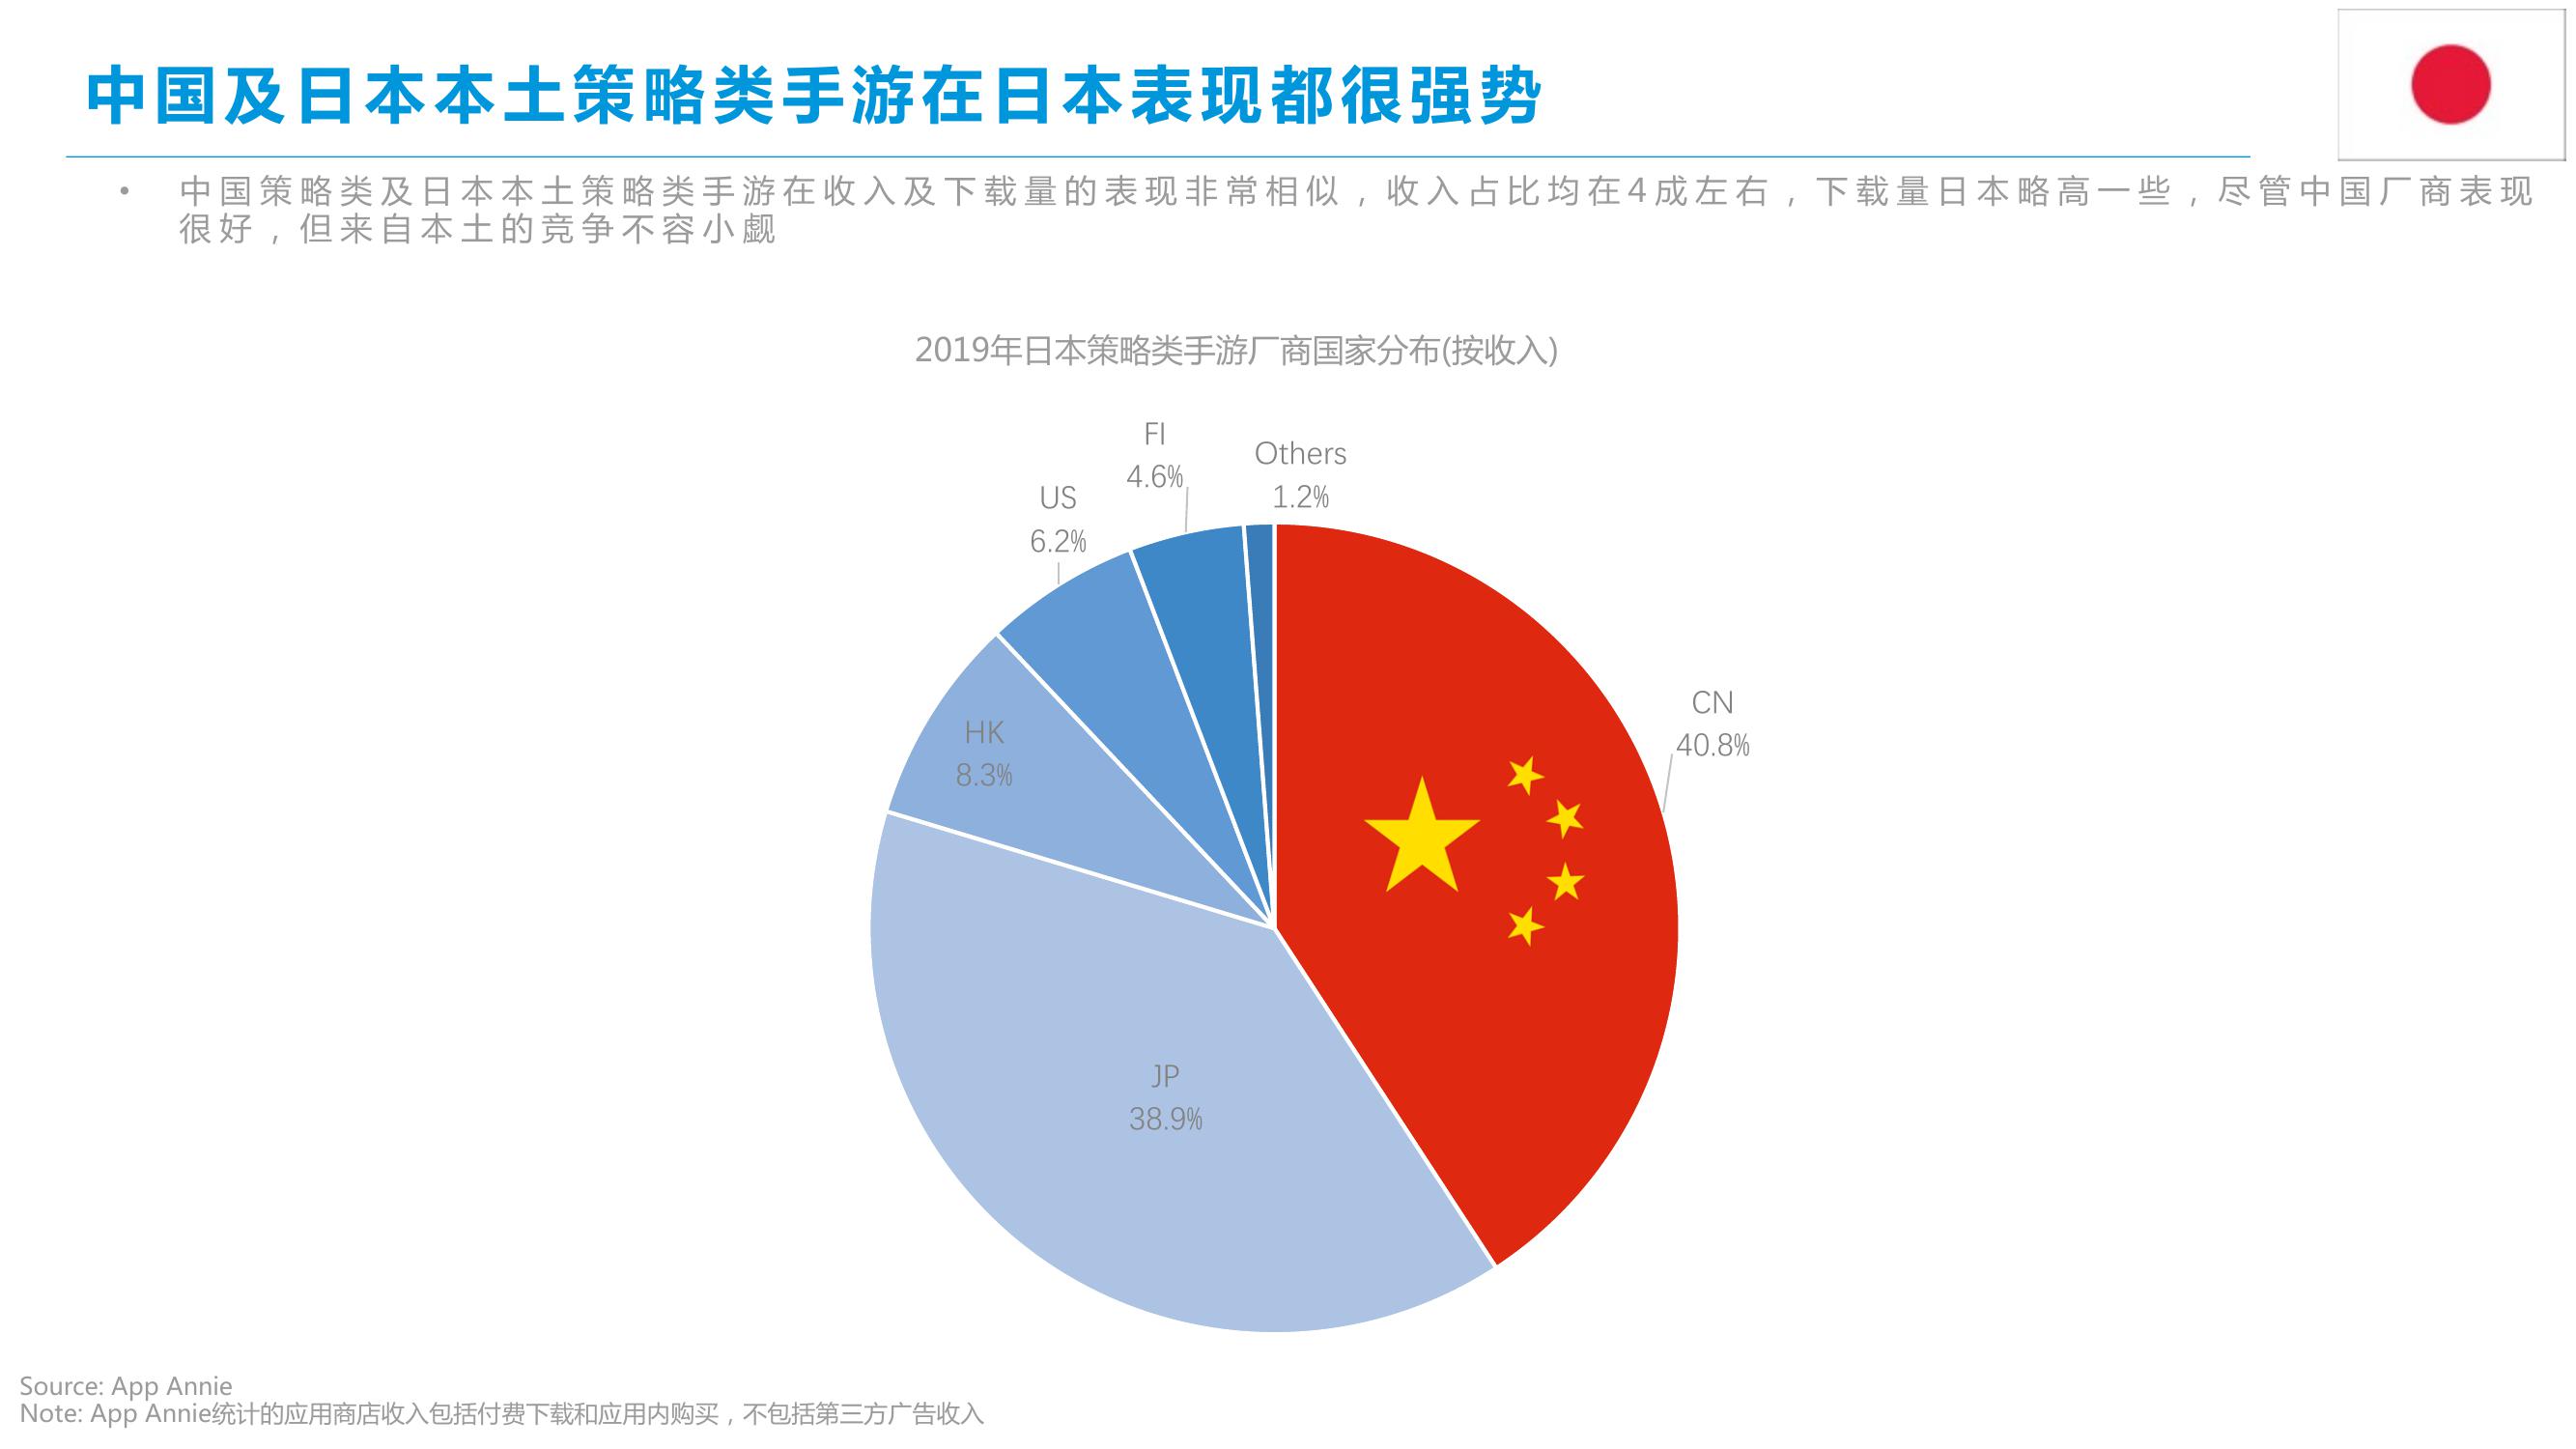 中国及日本本土策略类手游在日本表现都很强势
• 中国策略类及日本本土策略类手游在收入及下载量的表现非常相似，收入占比均在4成左右，下载量日本略高一些，尽管中国厂商表现
很好，但来自本土的竞争不容小觑
2019年日本策略类手游厂商国家分布(按收入)
FI
4.6%
Others
1.2%
US
6.2%
CN
40.8%
HK
8.3%
JP
38.9%
Source: App Annie
Note: App Annie统计的应用商店收入包括付费下载和应用内购买，不包括第三方广告收入